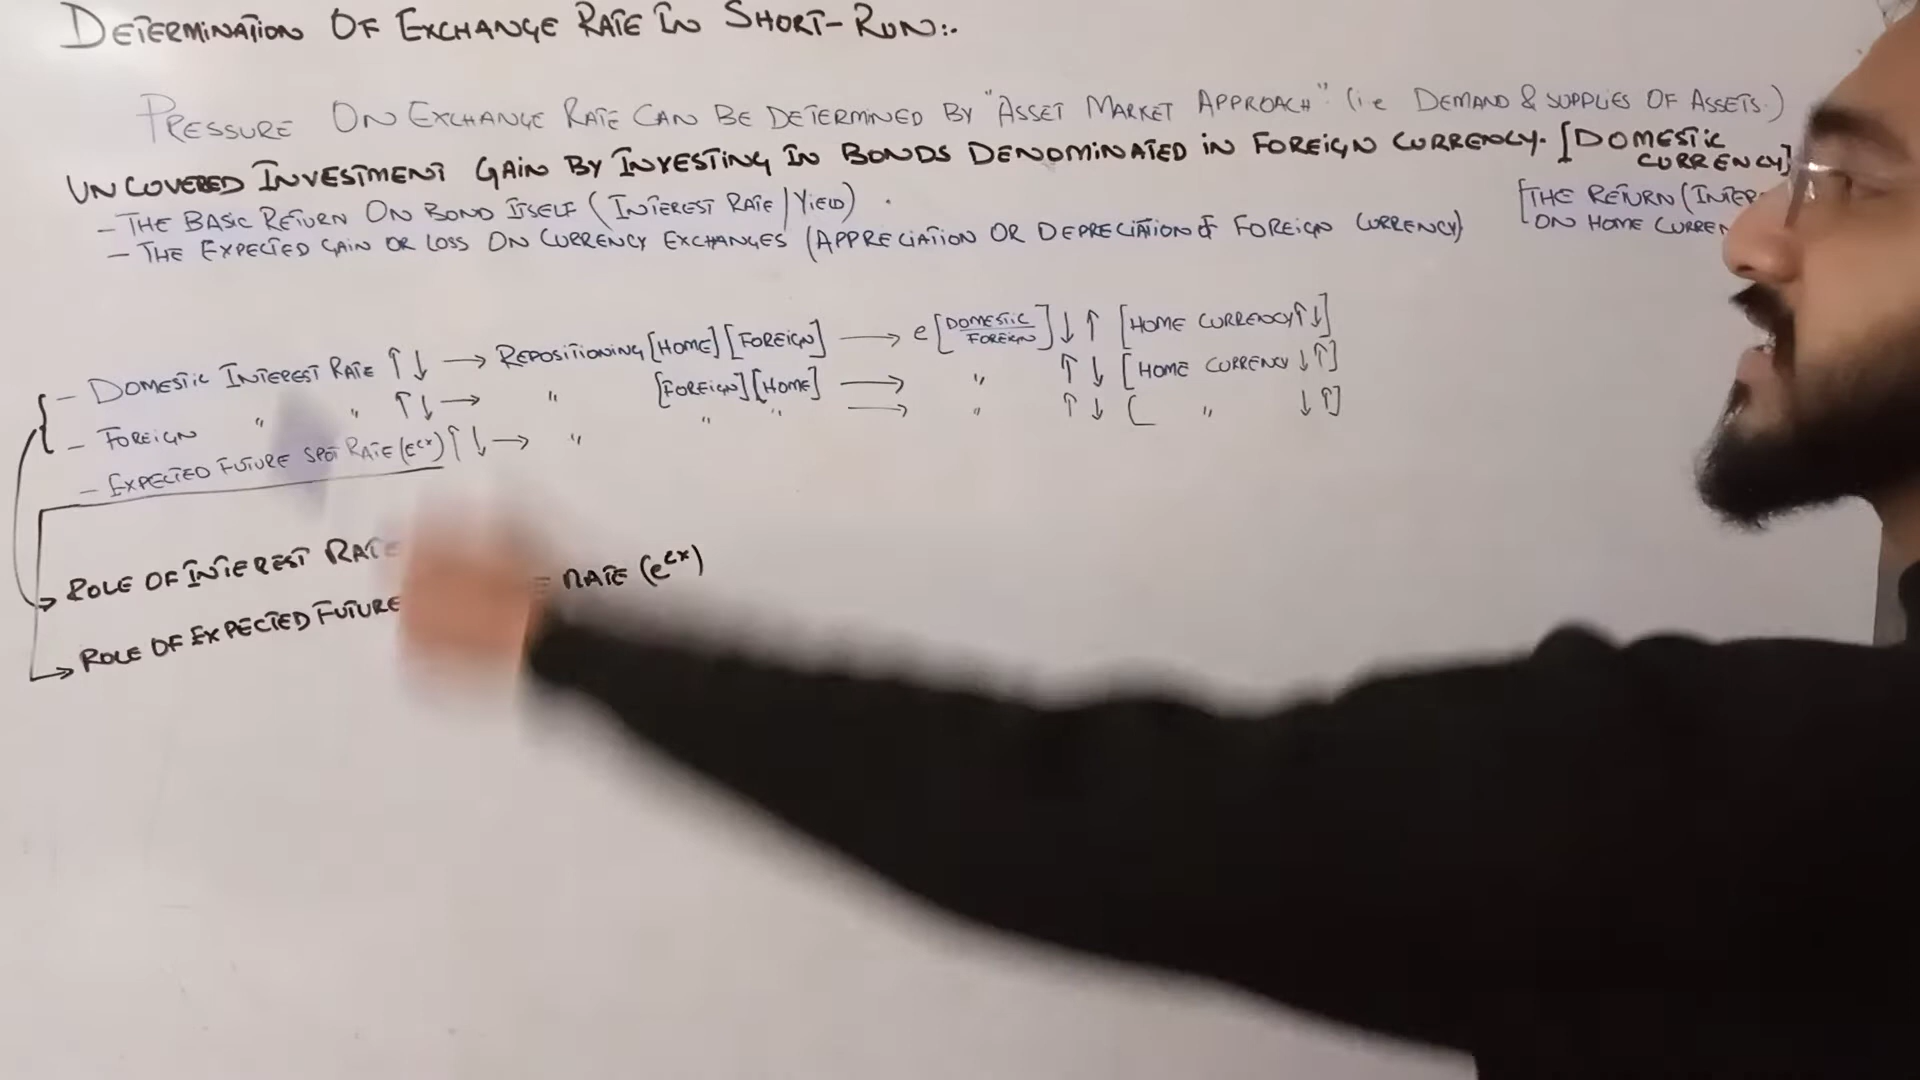 DETERMINATION OF EXCHANGE RATE IN SHORT-RUN:.
PRESSURE ON EXCHANGE RATE CAN BE DETERMINED BY "ASSET MARKET APPROACH" (i.e DEMAND & SUPPLIES OF ASSETS.)
UNCOVERED INVESTMENT GAIN BY INVESTING IN BONDS DENOMINATED IN FOREIGN CURRENCY. [DOMESTIC CURRENCY]
- THE BASIC RETURN ON BOND ITSELF (INTEREST RATE | YIELD) .
[THE RETURN (INTER
- THE EXPECTED GAIN OR LOSS ON CURRENCY EXCHANGES (APPRECIATION OR DEPRECIATION OF FOREIGN CURRENCY)
ON HOME CURREN
- DOMESTIC INTEREST RATE ↑↓ → REPOSITIONING [HOME][FOREIGN] → e[DOMESTIC/FOREIGN]↓↑ [HOME CURRENCY↑↓]
- FOREIGN " " ↑↓ → " [FOREIGN][HOME] → " ↑↓ [HOME CURRENCY↓↑]
- EXPECTED FUTURE SPOT RATE (e^ex) ↑↓ → " " " → " ↑↓ [ " ↓↑]
→ ROLE OF INTEREST RATE
→ ROLE OF EXPECTED FUTURE RATE (e^ex)